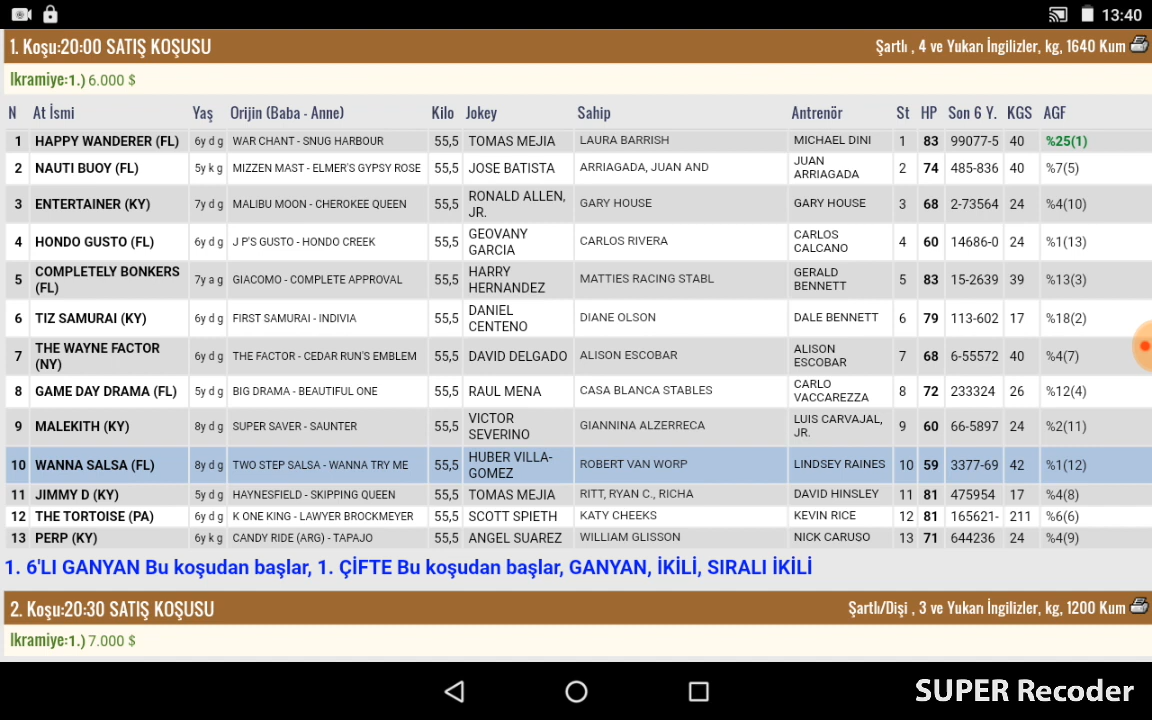 13:40
1. Koşu:20:00 SATIŞ KOŞUSU Şartlı , 4 ve Yukarı İngilizler, kg, 1640 Kum
Ikramiye:1.) 6.000 $
N At İsmi Yaş Orijin (Baba - Anne) Kilo Jokey Sahip Antrenör St HP Son 6 Y. KGS AGF
1 HAPPY WANDERER (FL) 6y d g WAR CHANT - SNUG HARBOUR 55,5 TOMAS MEJIA LAURA BARRISH MICHAEL DINI 1 83 99077-5 40 %25(1)
2 NAUTI BUOY (FL) 5y k g MIZZEN MAST - ELMER'S GYPSY ROSE 55,5 JOSE BATISTA ARRIAGADA, JUAN AND JUAN ARRIAGADA 2 74 485-836 40 %7(5)
3 ENTERTAINER (KY) 7y d g MALIBU MOON - CHEROKEE QUEEN 55,5 RONALD ALLEN, JR. GARY HOUSE GARY HOUSE 3 68 2-73564 24 %4(10)
4 HONDO GUSTO (FL) 6y d g J P'S GUSTO - HONDO CREEK 55,5 GEOVANY GARCIA CARLOS RIVERA CARLOS CALCANO 4 60 14686-0 24 %1(13)
5 COMPLETELY BONKERS (FL) 7y a g GIACOMO - COMPLETE APPROVAL 55,5 HARRY HERNANDEZ MATTIES RACING STABL GERALD BENNETT 5 83 15-2639 39 %13(3)
6 TIZ SAMURAI (KY) 6y d g FIRST SAMURAI - INDIVIA 55,5 DANIEL CENTENO DIANE OLSON DALE BENNETT 6 79 113-602 17 %18(2)
7 THE WAYNE FACTOR (NY) 6y d g THE FACTOR - CEDAR RUN'S EMBLEM 55,5 DAVID DELGADO ALISON ESCOBAR ALISON ESCOBAR 7 68 6-55572 40 %4(7)
8 GAME DAY DRAMA (FL) 5y d g BIG DRAMA - BEAUTIFUL ONE 55,5 RAUL MENA CASA BLANCA STABLES CARLO VACCAREZZA 8 72 233324 26 %12(4)
9 MALEKITH (KY) 8y d g SUPER SAVER - SAUNTER 55,5 VICTOR SEVERINO GIANNINA ALZERRECA LUIS CARVAJAL, JR. 9 60 66-5897 24 %2(11)
10 WANNA SALSA (FL) 8y d g TWO STEP SALSA - WANNA TRY ME 55,5 HUBER VILLA-GOMEZ ROBERT VAN WORP LINDSEY RAINES 10 59 3377-69 42 %1(12)
11 JIMMY D (KY) 5y d g HAYNESFIELD - SKIPPING QUEEN 55,5 TOMAS MEJIA RITT, RYAN C., RICHA DAVID HINSLEY 11 81 475954 17 %4(8)
12 THE TORTOISE (PA) 6y d g K ONE KING - LAWYER BROCKMEYER 55,5 SCOTT SPIETH KATY CHEEKS KEVIN RICE 12 81 165621- 211 %6(6)
13 PERP (KY) 6y k g CANDY RIDE (ARG) - TAPAJO 55,5 ANGEL SUAREZ WILLIAM GLISSON NICK CARUSO 13 71 644236 24 %4(9)
1. 6'LI GANYAN Bu koşudan başlar, 1. ÇİFTE Bu koşudan başlar, GANYAN, İKİLİ, SIRALI İKİLİ
2. Koşu:20:30 SATIŞ KOŞUSU Şartlı/Dişi , 3 ve Yukarı İngilizler, kg, 1200 Kum
Ikramiye:1.) 7.000 $
SUPER Recoder